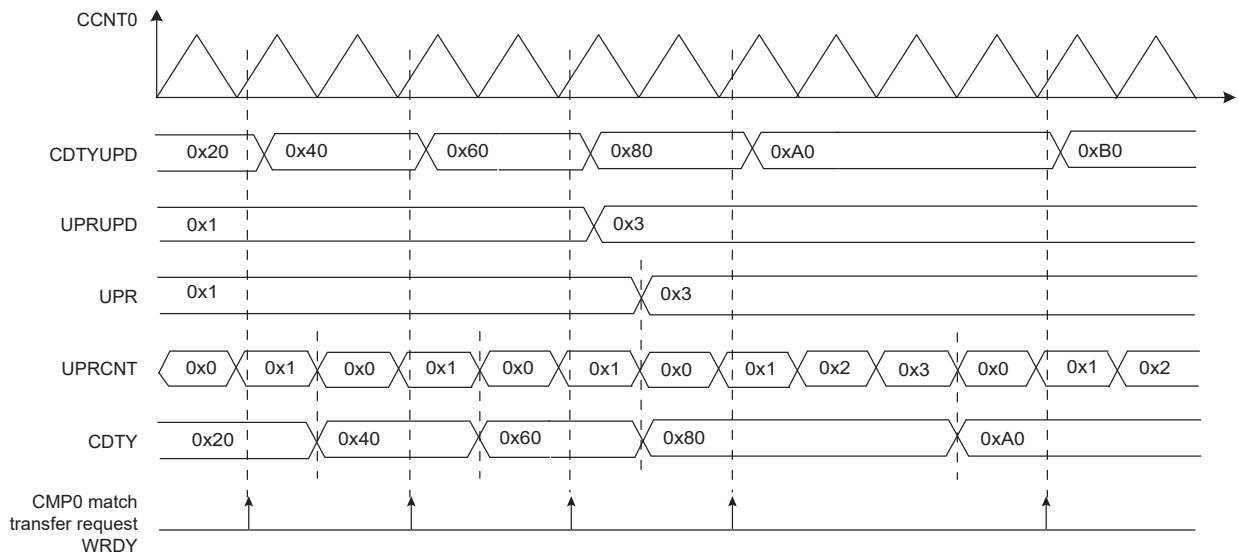 CCNT0
CDTYUPD 0x20 0x40 0x60 0x80 0xA0 0xB0
UPRUPD 0x1 0x3
UPR 0x1 0x3
UPRCNT 0x0 0x1 0x0 0x1 0x0 0x1 0x0 0x1 0x2 0x3 0x0 0x1 0x2
CDTY 0x20 0x40 0x60 0x80 0xA0
CMP0 match
transfer request
WRDY